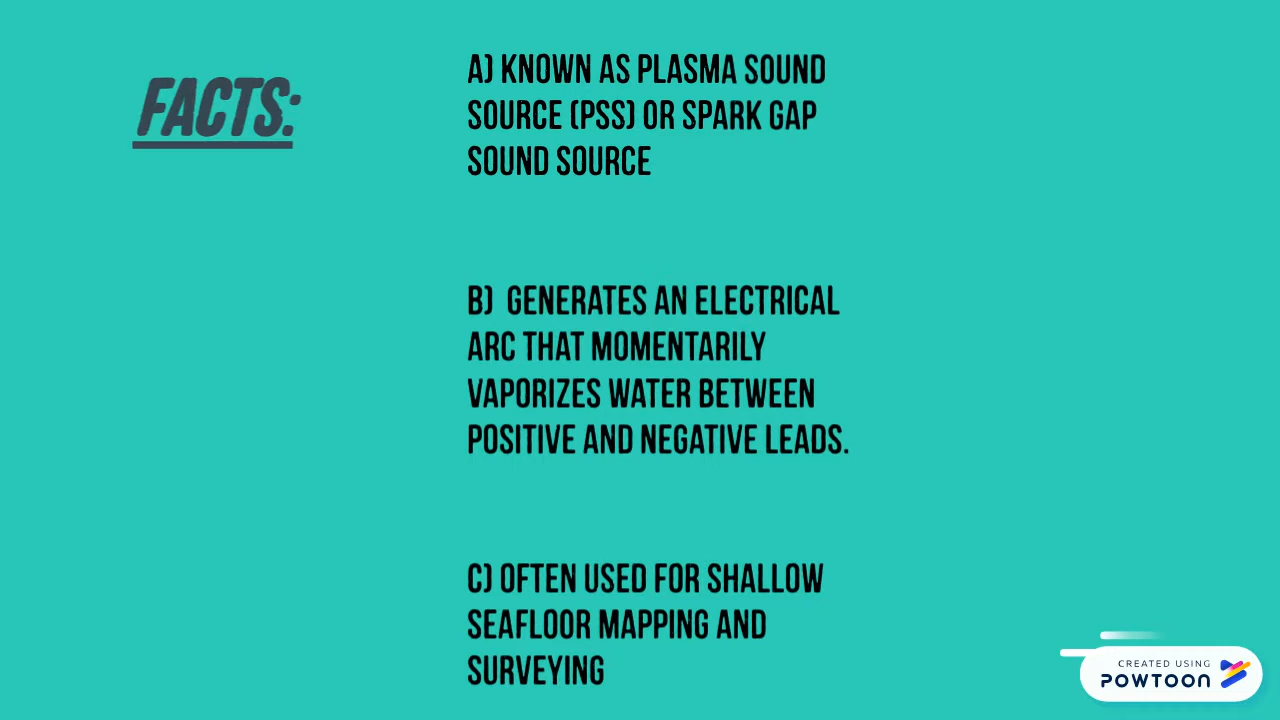 FACTS:
A) KNOWN AS PLASMA SOUND
SOURCE (PSS) OR SPARK GAP
SOUND SOURCE
B) GENERATES AN ELECTRICAL
ARC THAT MOMENTARILY
VAPORIZES WATER BETWEEN
POSITIVE AND NEGATIVE LEADS.
C) OFTEN USED FOR SHALLOW
SEAFLOOR MAPPING AND
SURVEYING
CREATED USING
POWTOON